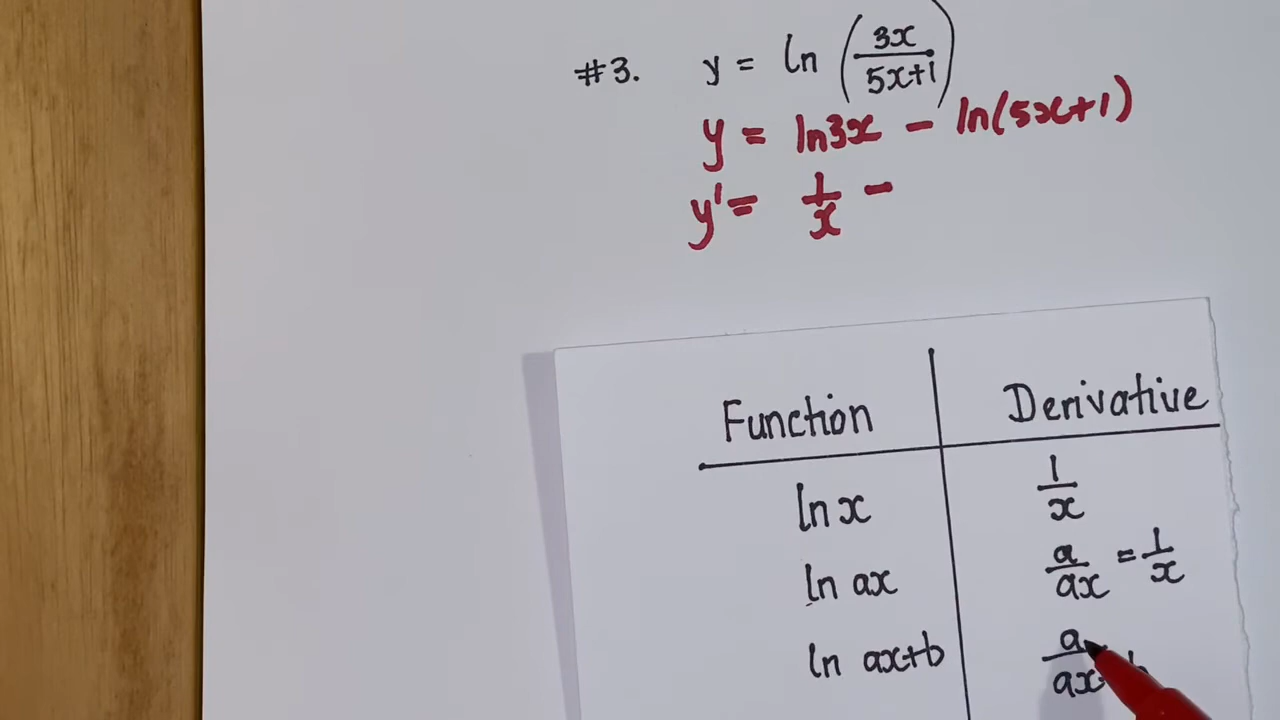 #3. y = ln (3x/5x+1)
y = ln3x - ln(5x+1)
y' = 1/x -
Function Derivative
ln x 1/x
ln ax a/ax = 1/x
ln ax+b a/ax